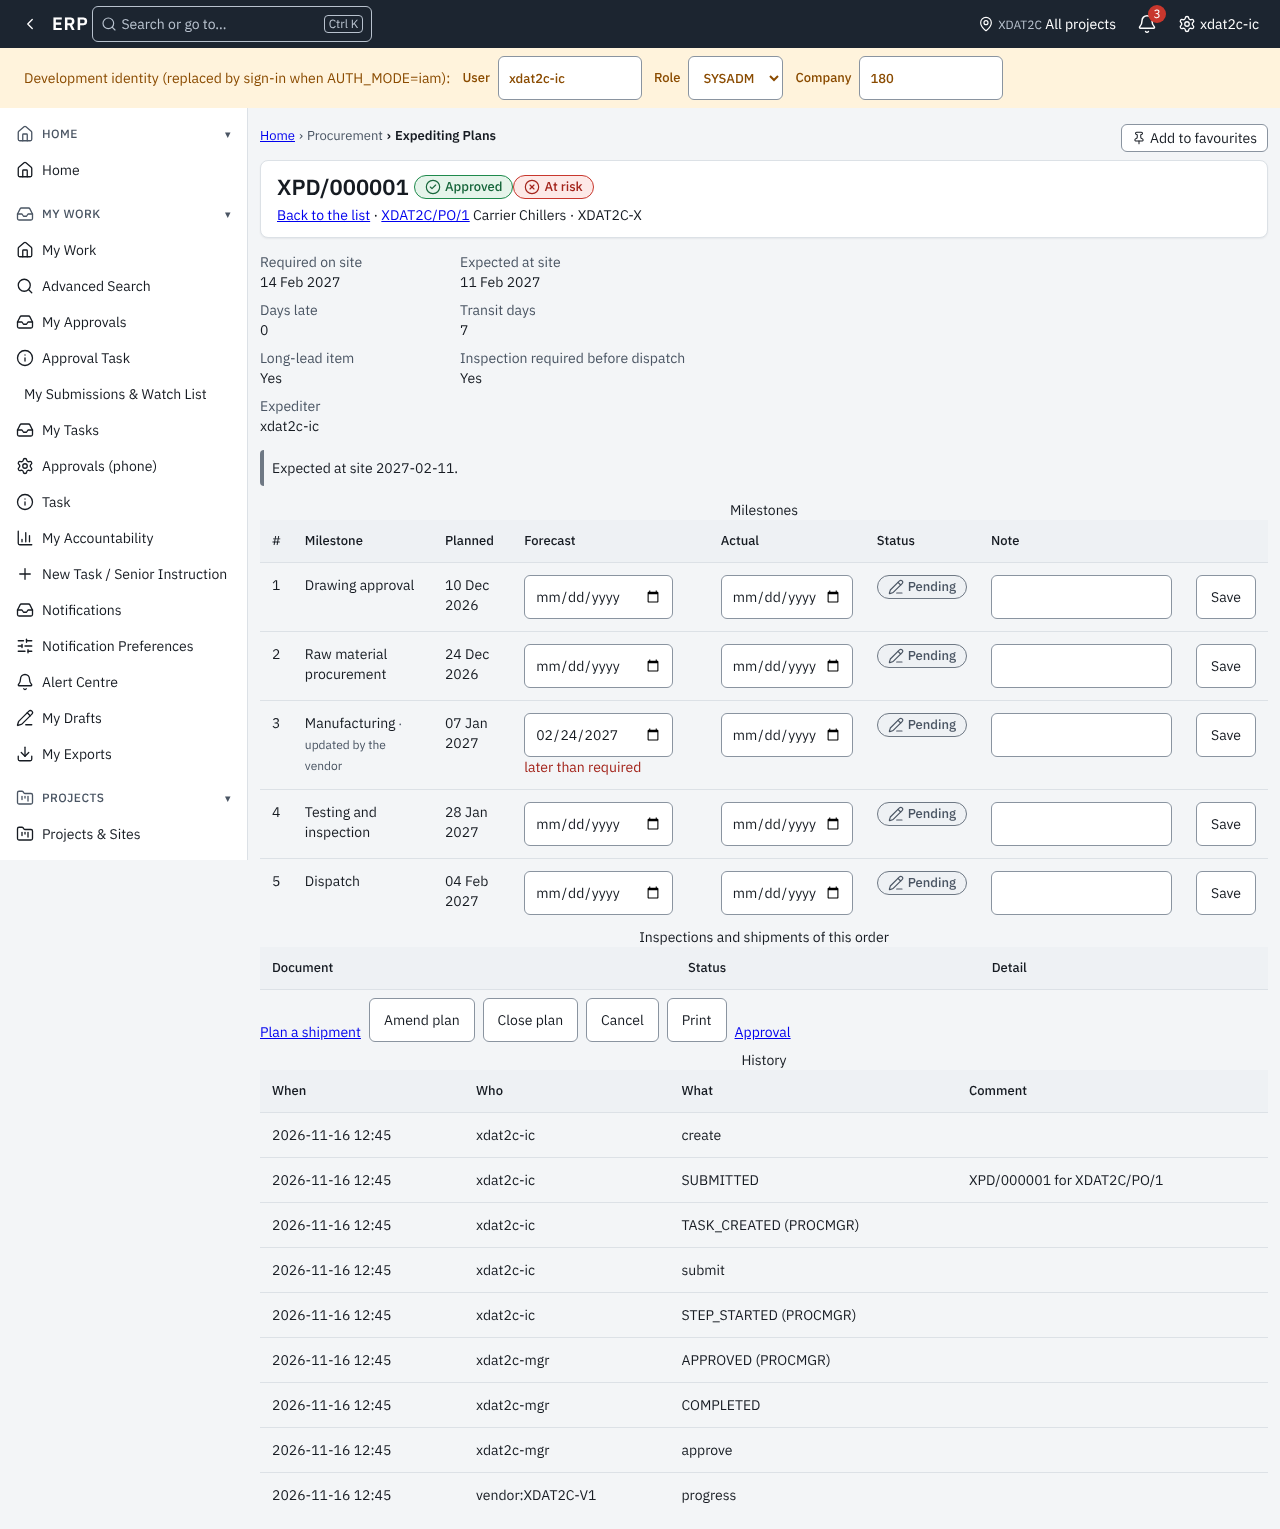 ERP
Search or go to...
Ctrl K
XDAT2C All projects
3
xdat2c-ic
Development identity (replaced by sign-in when AUTH_MODE=iam):
User
xdat2c-ic
Role
SYSADM
Company
180
HOME
Home
MY WORK
My Work
Advanced Search
My Approvals
Approval Task
My Submissions & Watch List
My Tasks
Approvals (phone)
Task
My Accountability
New Task / Senior Instruction
Notifications
Notification Preferences
Alert Centre
My Drafts
My Exports
PROJECTS
Projects & Sites
Home › Procurement › Expediting Plans
Add to favourites
XPD/000001
Approved
At risk
Back to the list · XDAT2C/PO/1 Carrier Chillers · XDAT2C-X
Required on site
14 Feb 2027
Expected at site
11 Feb 2027
Days late
0
Transit days
7
Long-lead item
Yes
Inspection required before dispatch
Yes
Expediter
xdat2c-ic
Expected at site 2027-02-11.
Milestones
# Milestone Planned Forecast Actual Status Note
1 Drawing approval 10 Dec 2026 mm/dd/yyyy mm/dd/yyyy Pending Save
2 Raw material procurement 24 Dec 2026 mm/dd/yyyy mm/dd/yyyy Pending Save
3 Manufacturing · updated by the vendor 07 Jan 2027 02/24/2027 later than required mm/dd/yyyy Pending Save
4 Testing and inspection 28 Jan 2027 mm/dd/yyyy mm/dd/yyyy Pending Save
5 Dispatch 04 Feb 2027 mm/dd/yyyy mm/dd/yyyy Pending Save
Inspections and shipments of this order
Document Status Detail
Plan a shipment
Amend plan
Close plan
Cancel
Print
Approval
History
When Who What Comment
2026-11-16 12:45 xdat2c-ic create
2026-11-16 12:45 xdat2c-ic SUBMITTED XPD/000001 for XDAT2C/PO/1
2026-11-16 12:45 xdat2c-ic TASK_CREATED (PROCMGR)
2026-11-16 12:45 xdat2c-ic submit
2026-11-16 12:45 xdat2c-ic STEP_STARTED (PROCMGR)
2026-11-16 12:45 xdat2c-mgr APPROVED (PROCMGR)
2026-11-16 12:45 xdat2c-mgr COMPLETED
2026-11-16 12:45 xdat2c-mgr approve
2026-11-16 12:45 vendor:XDAT2C-V1 progress